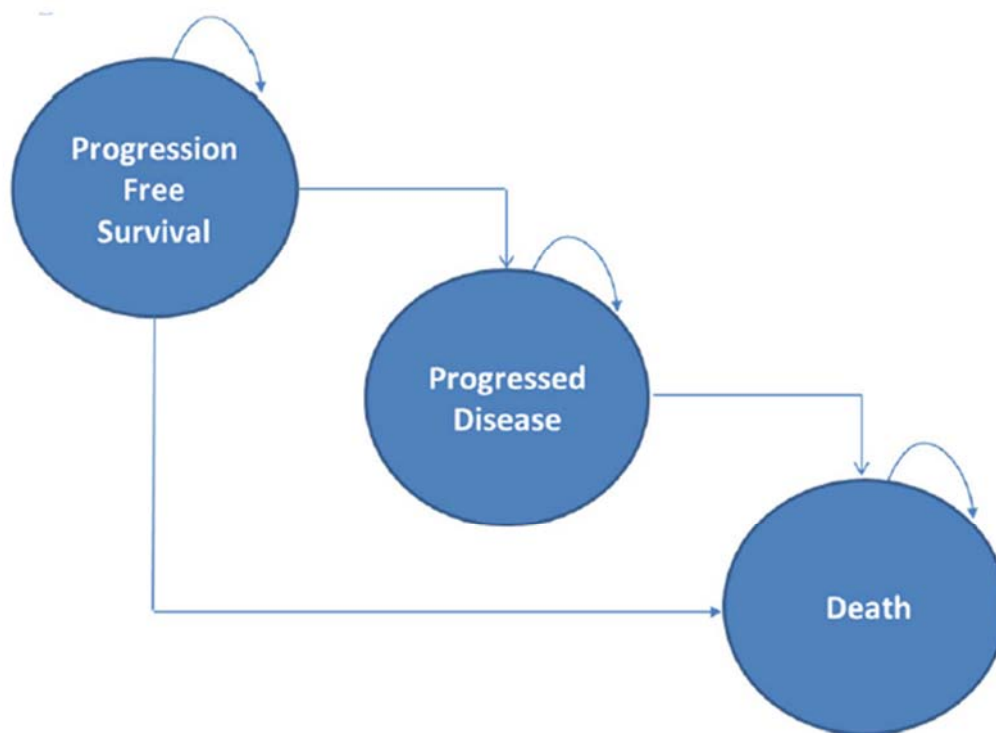 Progression
Free
Survival
Progressed
Disease
Death